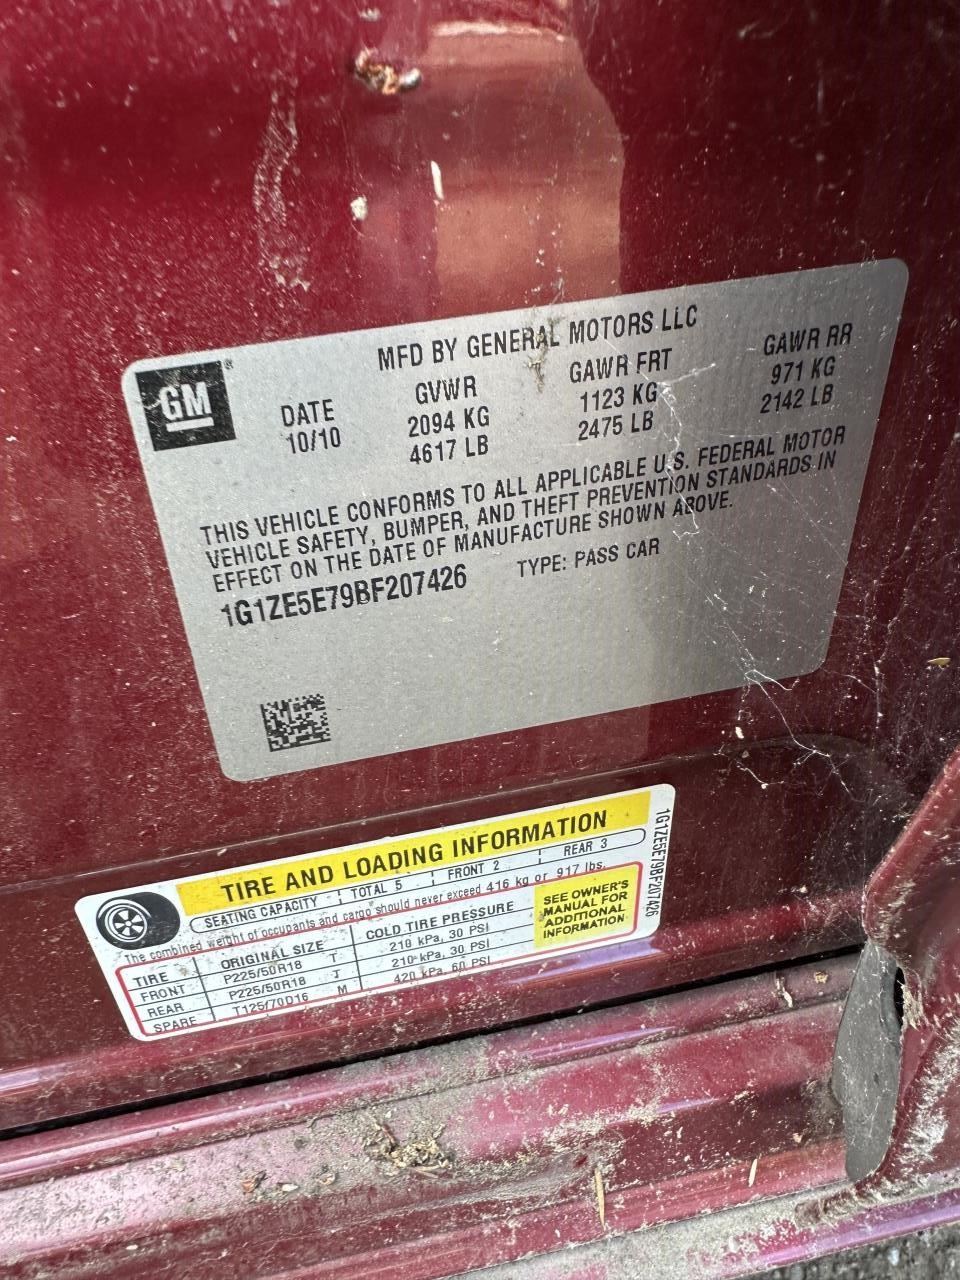 MFD BY GENERAL MOTORS LLC
GM
DATE GVWR GAWR FRT GAWR RR
10/10 2094 KG 1123 KG 971 KG
4617 LB 2475 LB 2142 LB
THIS VEHICLE CONFORMS TO ALL APPLICABLE U.S. FEDERAL MOTOR
VEHICLE SAFETY, BUMPER, AND THEFT PREVENTION STANDARDS IN
EFFECT ON THE DATE OF MANUFACTURE SHOWN ABOVE.
1G1ZE5E79BF207426 TYPE: PASS CAR
TIRE AND LOADING INFORMATION
SEATING CAPACITY TOTAL 5 FRONT 2 REAR 3
The combined weight of occupants and cargo should never exceed 416 kg or 917 lbs.
TIRE ORIGINAL SIZE COLD TIRE PRESSURE
FRONT P225/50R18 T 210 kPa, 30 PSI
REAR P225/50R18 T 210 kPa, 30 PSI
SPARE T125/70D16 M 420 kPa, 60 PSI
SEE OWNER'S
MANUAL FOR
ADDITIONAL
INFORMATION
1G1ZE5E79BF207426